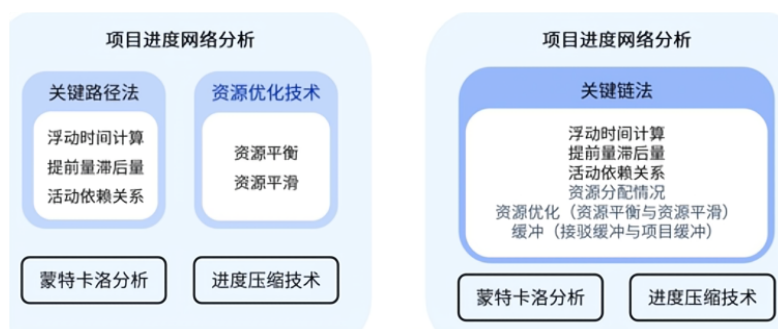 项目进度网络分析
关键路径法
浮动时间计算
提前量滞后量
活动依赖关系
资源优化技术
资源平衡
资源平滑
蒙特卡洛分析
进度压缩技术
项目进度网络分析
关键链法
浮动时间计算
提前量滞后量
活动依赖关系
资源分配情况
资源优化（资源平衡与资源平滑）
缓冲（接驳缓冲与项目缓冲）
蒙特卡洛分析
进度压缩技术